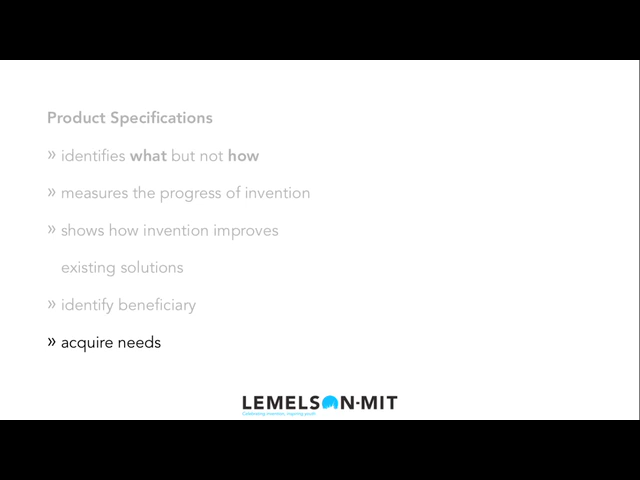 Product Specifications
» identifies what but not how
» measures the progress of invention
» shows how invention improves
existing solutions
» identify beneficiary
» acquire needs
LEMELSON-MIT